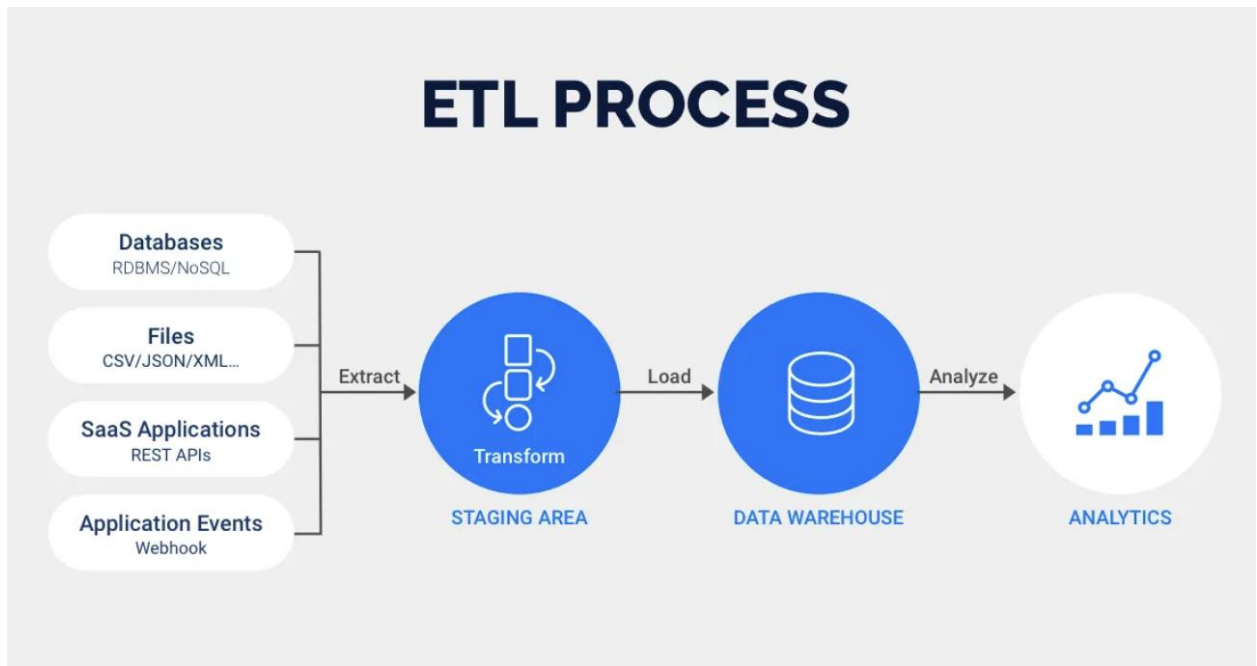 ETL PROCESS
Databases
RDBMS/NoSQL
Files
CSV/JSON/XML...
SaaS Applications
REST APIs
Application Events
Webhook
Extract
Transform
STAGING AREA
Load
DATA WAREHOUSE
Analyze
ANALYTICS